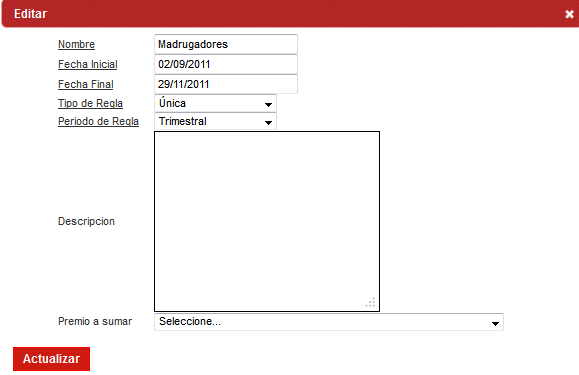 Editar
Nombre Madrugadores
Fecha Inicial 02/09/2011
Fecha Final 29/11/2011
Tipo de Regla Única
Periodo de Regla Trimestral
Descripcion
Premio a sumar Seleccione...
Actualizar